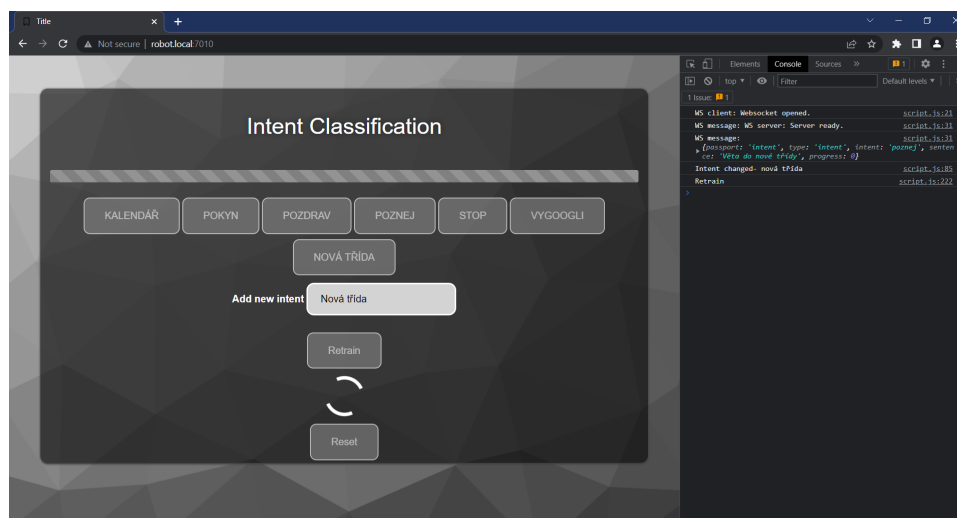 Title
Not secure | robot.local:7010
Elements Console Sources »
1
top
Filter
Default levels
1 Issue: 1
WS client: Websocket opened. script.js:21
WS message: WS server: Server ready. script.js:31
WS message: script.js:31
{passport: 'intent', type: 'intent', intent: 'poznej', senten
ce: 'Věta do nové třídy', progress: 0}
Intent changed- nová třída script.js:85
Retrain script.js:222
Intent Classification
KALENDÁŘ POKYN POZDRAV POZNEJ STOP VYGOOGLI
NOVÁ TŘÍDA
Add new intent Nová třída
Retrain
Reset